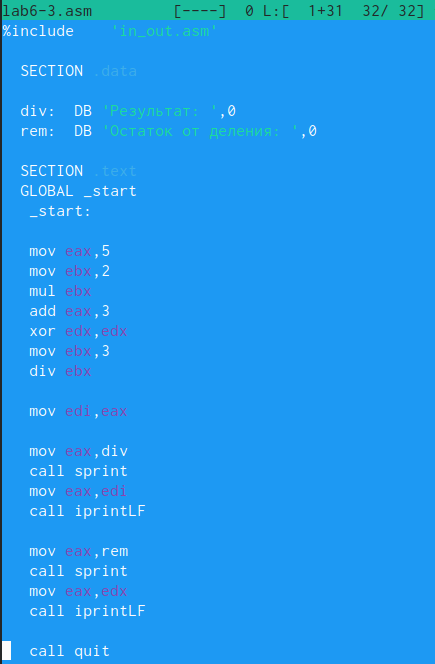 lab6-3.asm [----] 0 L:[ 1+31 32/ 32]
%include 'in_out.asm'
SECTION .data
div: DB 'Результат: ',0
rem: DB 'Остаток от деления: ',0
SECTION .text
GLOBAL _start
_start:
mov eax,5
mov ebx,2
mul ebx
add eax,3
xor edx,edx
mov ebx,3
div ebx
mov edi,eax
mov eax,div
call sprint
mov eax,edi
call iprintLF
mov eax,rem
call sprint
mov eax,edx
call iprintLF
call quit